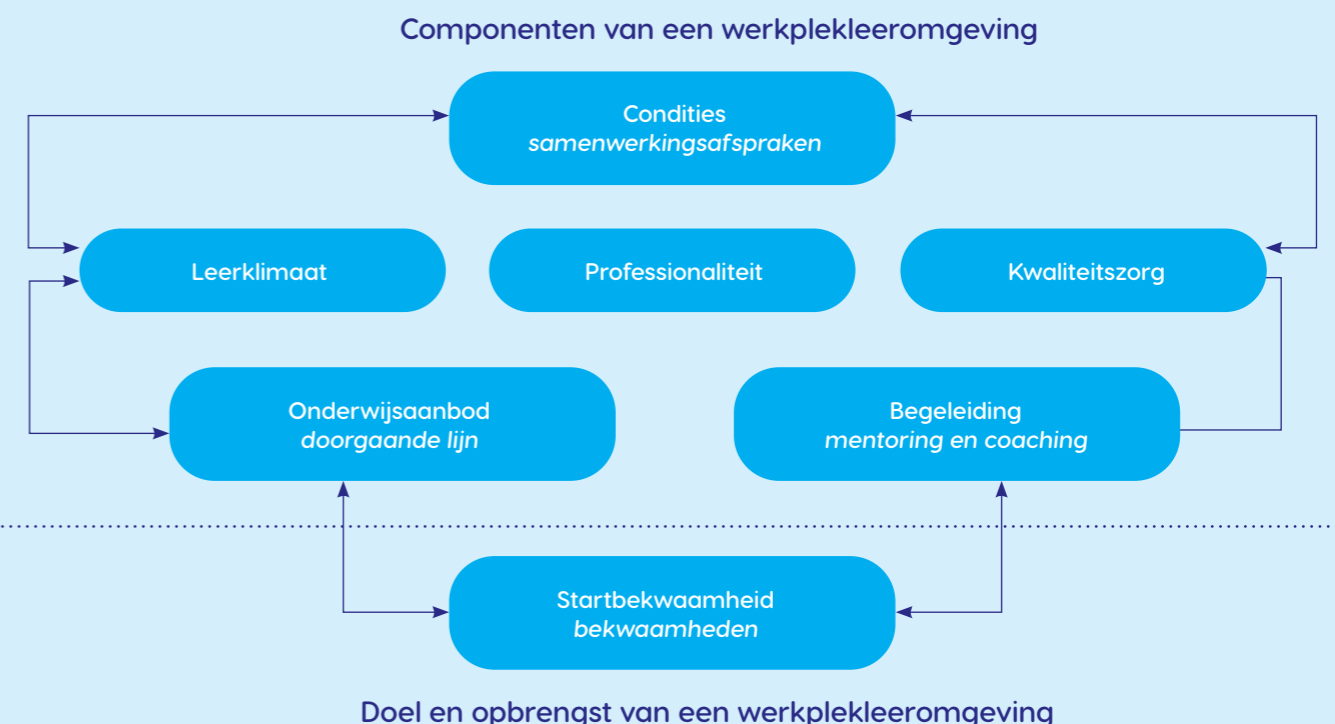 Componenten van een werkplekleeromgeving
Condities
samenwerkingsafspraken
Leerklimaat
Professionaliteit
Kwaliteitszorg
Onderwijsaanbod
doorgaande lijn
Begeleiding
mentoring en coaching
Startbekwaamheid
bekwaamheden
Doel en opbrengst van een werkplekleeromgeving